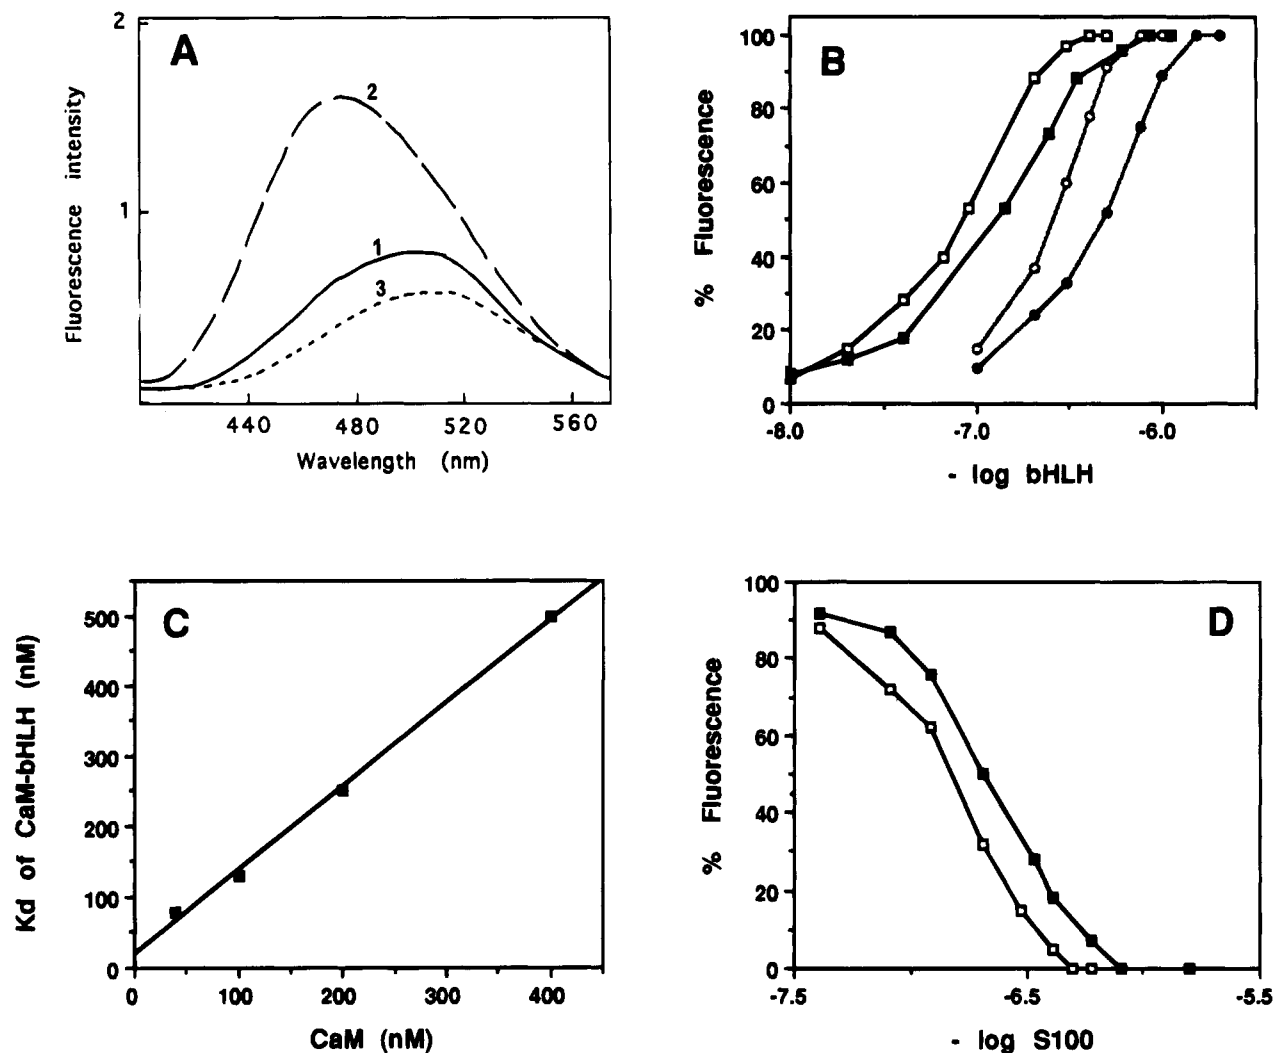 A
2
1
Fluorescence intensity
2
1
3
440 480 520 560
Wavelength (nm)
B
100
80
60
40
20
0
% Fluorescence
-8.0 -7.0 -6.0
- log bHLH
C
500
400
300
200
100
0
Kd of CaM-bHLH (nM)
0 100 200 300 400
CaM (nM)
D
100
80
60
40
20
0
% Fluorescence
-7.5 -6.5 -5.5
- log S100